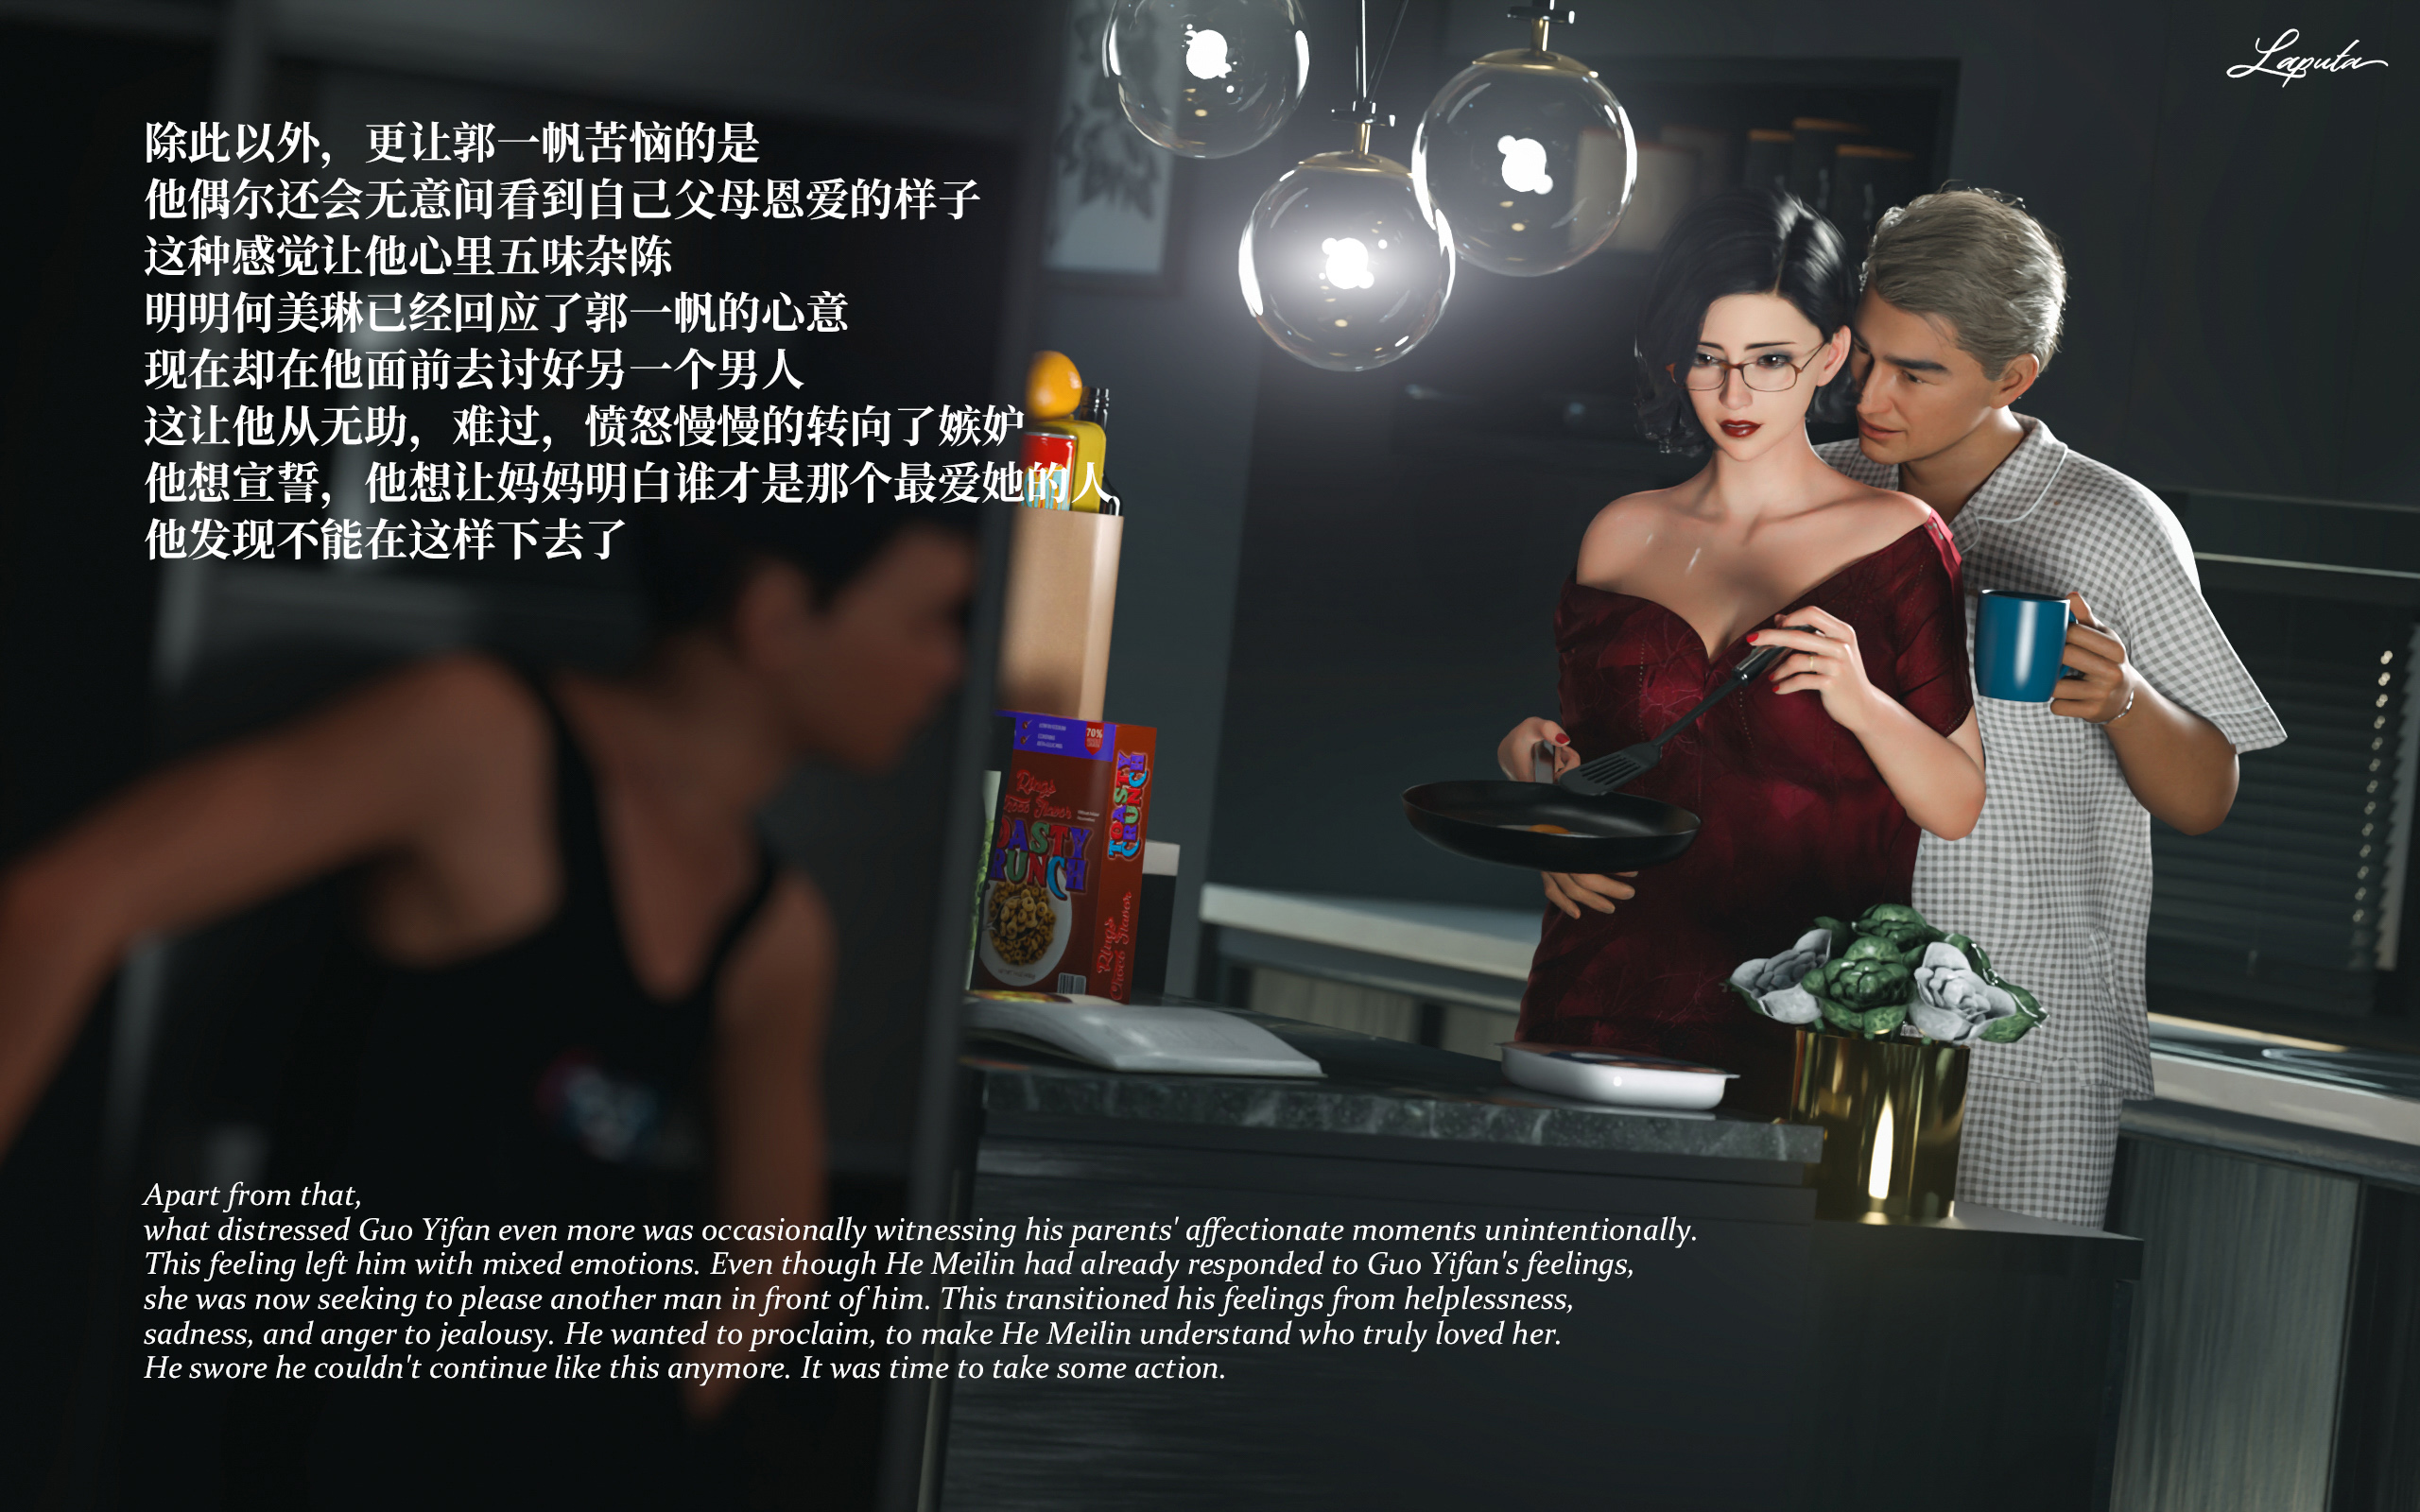 Laputa
除此以外，更让郭一帆苦恼的是
他偶尔还会无意间看到自己父母恩爱的样子
这种感觉让他心里五味杂陈
明明何美琳已经回应了郭一帆的心意
现在却在他面前去讨好另一个男人
这让他从无助，难过，愤怒慢慢的转向了嫉妒
他想宣誓，他想让妈妈明白谁才是那个最爱她的人
他发现不能在这样下去了
70%
Rings
OASTY
RUNCH
TOASTY
CRUNCH
Rings
Choco Flavor
Apart from that,
what distressed Guo Yifan even more was occasionally witnessing his parents' affectionate moments unintentionally.
This feeling left him with mixed emotions. Even though He Meilin had already responded to Guo Yifan's feelings,
she was now seeking to please another man in front of him. This transitioned his feelings from helplessness,
sadness, and anger to jealousy. He wanted to proclaim, to make He Meilin understand who truly loved her.
He swore he couldn't continue like this anymore. It was time to take some action.